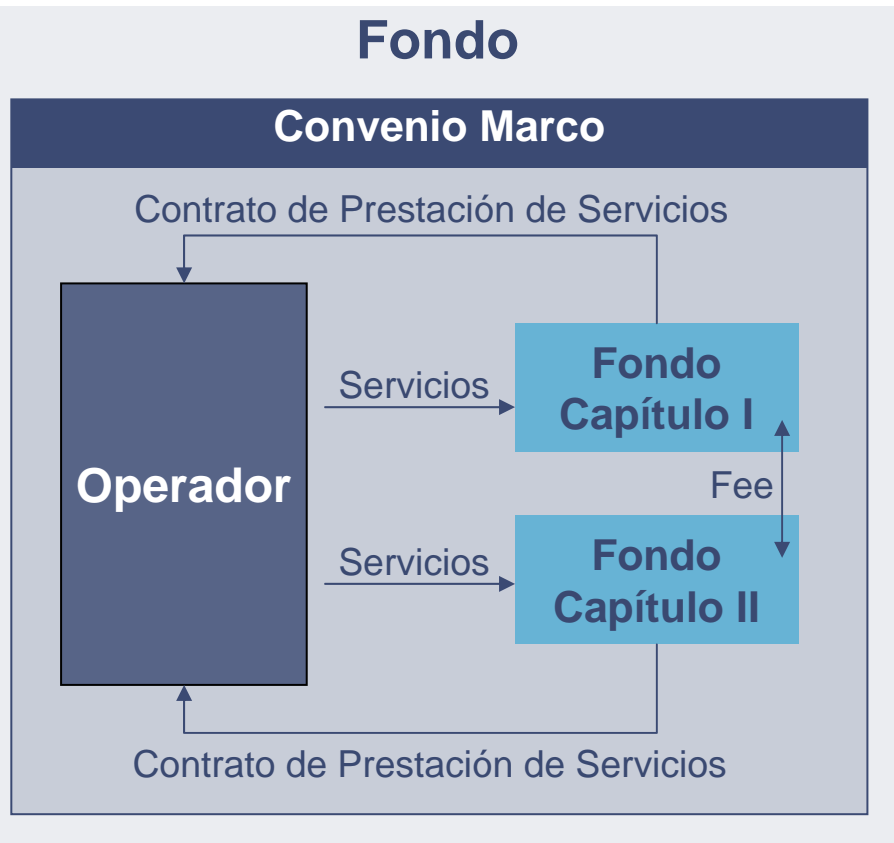 Fondo
Convenio Marco
Contrato de Prestación de Servicios
Operador
Servicios
Fondo
Capítulo I
Fee
Servicios
Fondo
Capítulo II
Contrato de Prestación de Servicios